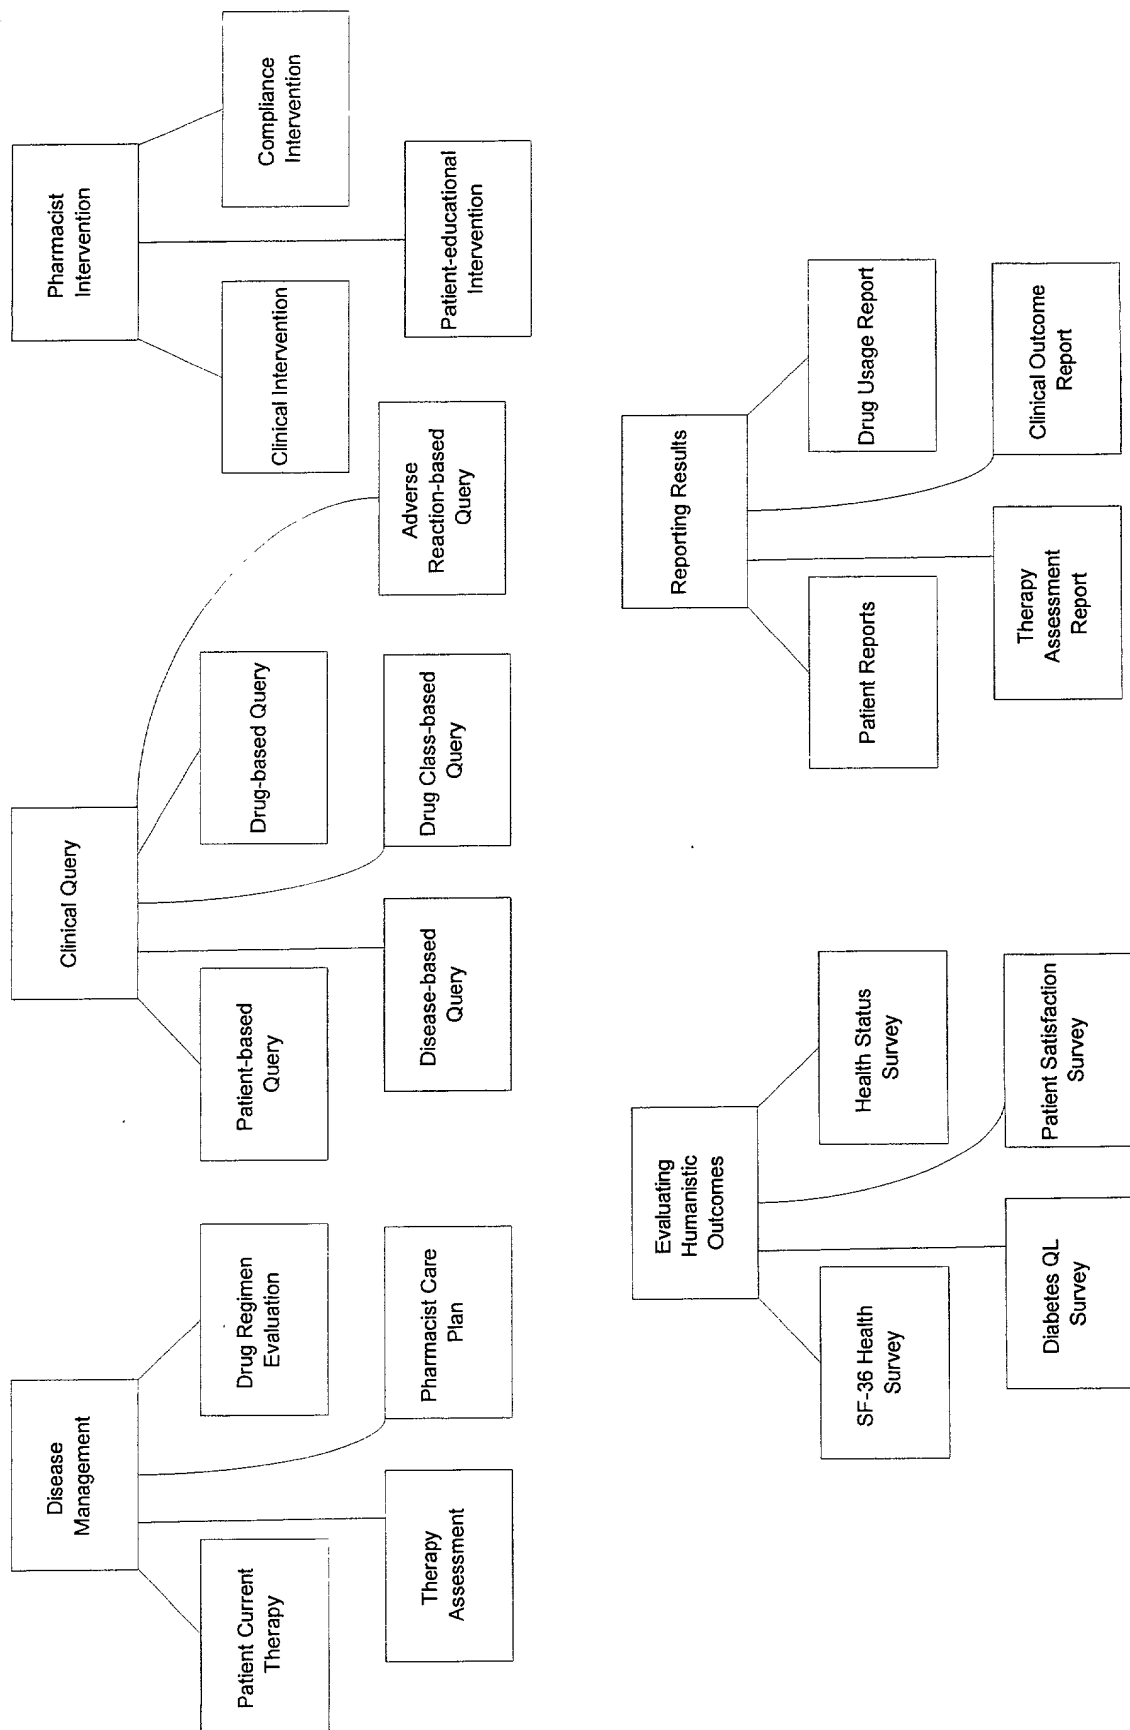 Disease
Management
Patient Current
Therapy
Drug Regimen
Evaluation
Therapy
Assessment
Pharmacist Care
Plan
Clinical Query
Patient-based
Query
Drug-based Query
Disease-based
Query
Drug Class-based
Query
Adverse
Reaction-based
Query
Pharmacist
Intervention
Clinical Intervention
Compliance
Intervention
Patient-educational
Intervention
Evaluating
Humanistic
Outcomes
SF-36 Health
Survey
Health Status
Survey
Diabetes QL
Survey
Patient Satisfaction
Survey
Reporting Results
Patient Reports
Drug Usage Report
Therapy
Assessment
Report
Clinical Outcome
Report